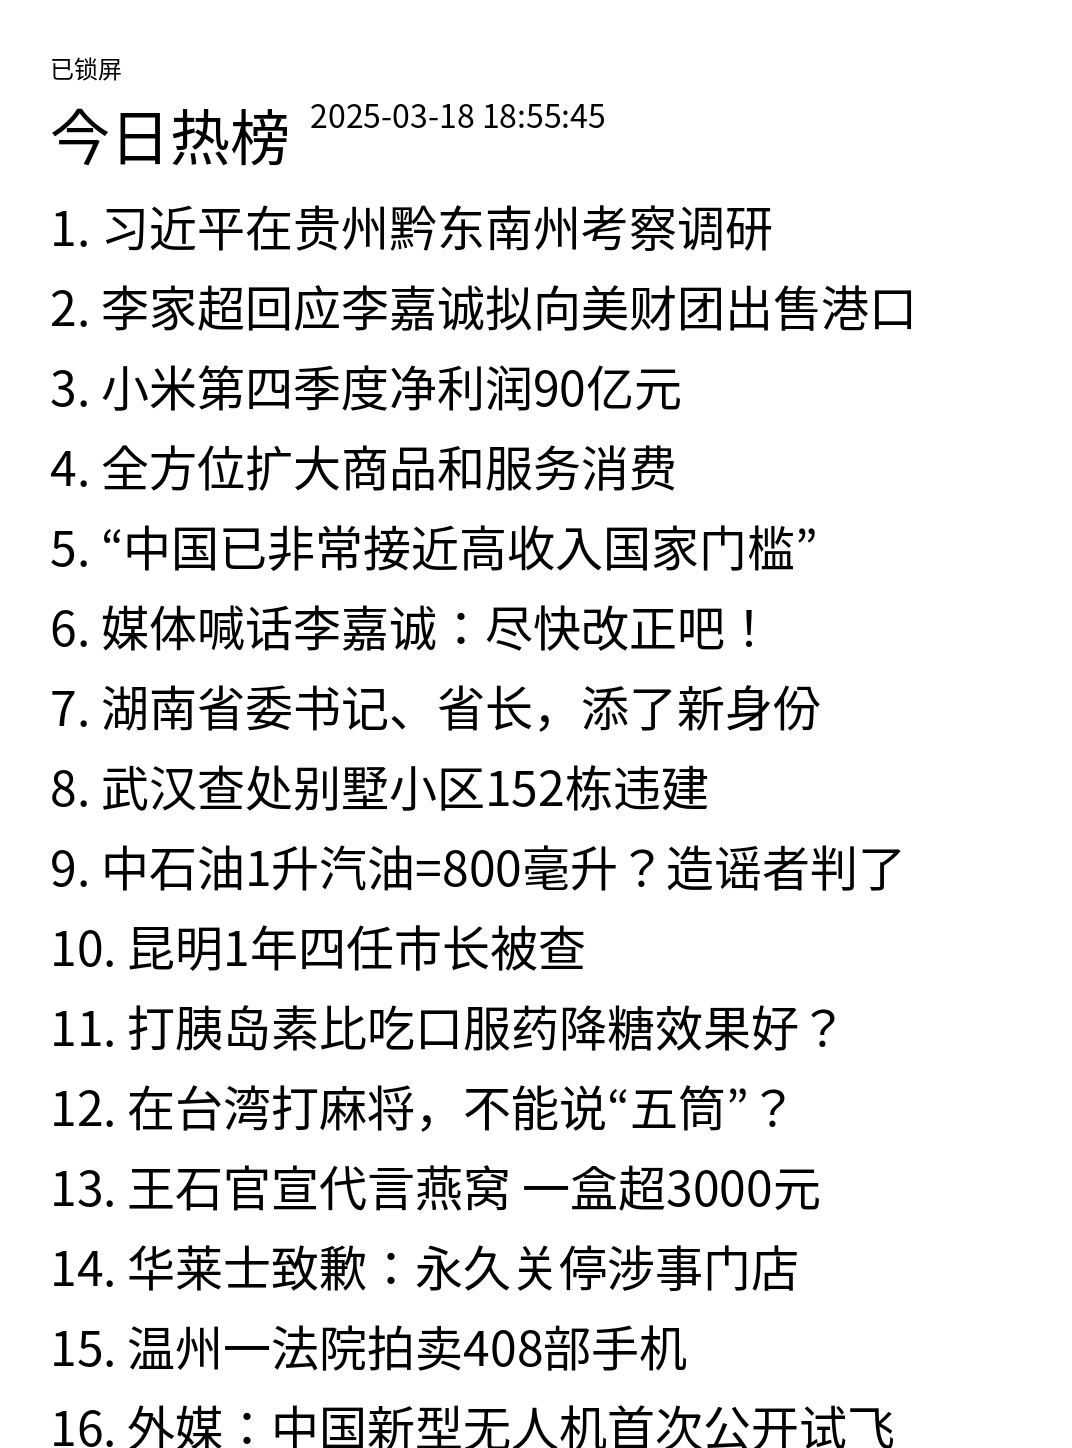 已锁屏
今日热榜 2025-03-18 18:55:45
1. 习近平在贵州黔东南州考察调研
2. 李家超回应李嘉诚拟向美财团出售港口
3. 小米第四季度净利润90亿元
4. 全方位扩大商品和服务消费
5. “中国已非常接近高收入国家门槛”
6. 媒体喊话李嘉诚：尽快改正吧！
7. 湖南省委书记、省长，添了新身份
8. 武汉查处别墅小区152栋违建
9. 中石油1升汽油=800毫升？造谣者判了
10. 昆明1年四任市长被查
11. 打胰岛素比吃口服药降糖效果好？
12. 在台湾打麻将，不能说“五筒”？
13. 王石官宣代言燕窝 一盒超3000元
14. 华莱士致歉：永久关停涉事门店
15. 温州一法院拍卖408部手机
16. 外媒：中国新型无人机首次公开试飞